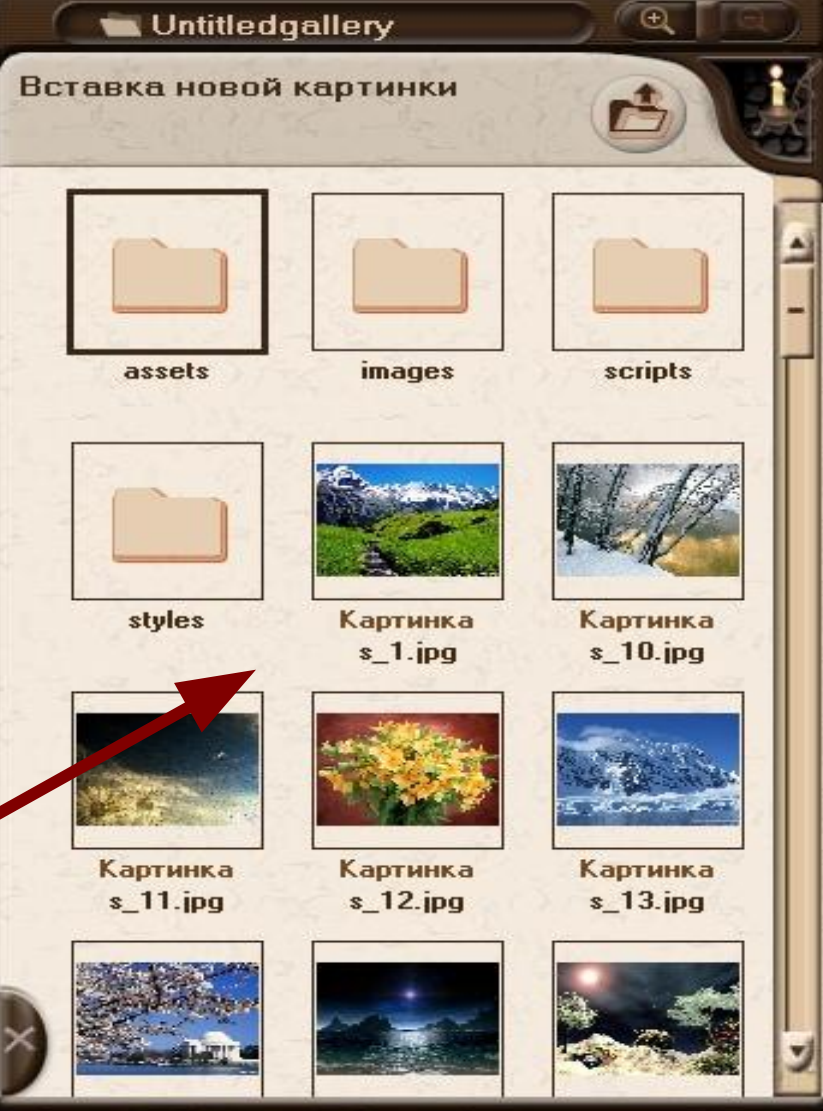 Untitledgallery
Вставка новой картинки
assets
images
scripts
styles
Картинка
s_1.jpg
Картинка
s_10.jpg
Картинка
s_11.jpg
Картинка
s_12.jpg
Картинка
s_13.jpg